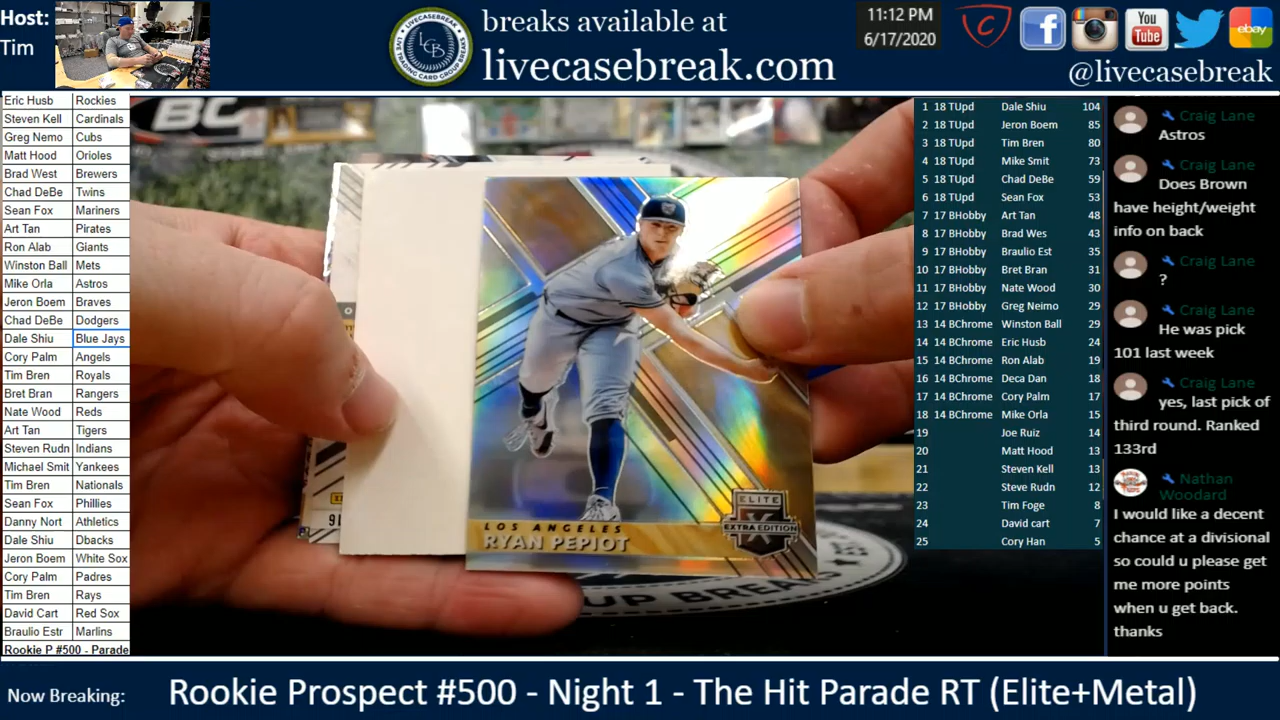 Host:
Tim
breaks available at
livecasebreak.com
LCB
11:12 PM
6/17/2020
You
Tube
ebay
@livecasebreak
Eric Husb Rockies
Steven Kell Cardinals
Greg Nemo Cubs
Matt Hood Orioles
Brad West Brewers
Chad DeBe Twins
Sean Fox Mariners
Art Tan Pirates
Ron Alab Giants
Winston Ball Mets
Mike Orla Astros
Jeron Boem Braves
Chad DeBe Dodgers
Dale Shiu Blue Jays
Cory Palm Angels
Tim Bren Royals
Bret Bran Rangers
Nate Wood Reds
Art Tan Tigers
Steven Rudn Indians
Michael Smit Yankees
Tim Bren Nationals
Sean Fox Phillies
Danny Nort Athletics
Dale Shiu Dbacks
Jeron Boem White Sox
Cory Palm Padres
Tim Bren Rays
David Cart Red Sox
Braulio Estr Marlins
Rookie P #500 - Parade
BC
LOS ANGELES
RYAN PEPIOT
ELITE
EXTRA EDITION
UP BREAKS
1 18 TUpd Dale Shiu 104
2 18 TUpd Jeron Boem 85
3 18 TUpd Tim Bren 80
4 18 TUpd Mike Smit 73
5 18 TUpd Chad DeBe 59
6 18 TUpd Sean Fox 53
7 17 BHobby Art Tan 48
8 17 BHobby Brad Wes 43
9 17 BHobby Braulio Est 35
10 17 BHobby Bret Bran 31
11 17 BHobby Nate Wood 30
12 17 BHobby Greg Neimo 29
13 14 BChrome Winston Ball 29
14 14 BChrome Eric Husb 24
15 14 BChrome Ron Alab 19
16 14 BChrome Deca Dan 18
17 14 BChrome Cory Palm 17
18 14 BChrome Mike Orla 15
19 Joe Ruiz 14
20 Matt Hood 13
21 Steven Kell 13
22 Steve Rudn 12
23 Tim Foge 8
24 David cart 7
25 Cory Han 5
Craig Lane
Astros
Craig Lane
Does Brown
have height/weight
info on back
Craig Lane
?
Craig Lane
He was pick
101 last week
Craig Lane
yes, last pick of
third round. Ranked
133rd
Nathan
Woodard
I would like a decent
chance at a divisional
so could u please get
me more points
when u get back.
thanks
Now Breaking:
Rookie Prospect #500 - Night 1 - The Hit Parade RT (Elite+Metal)